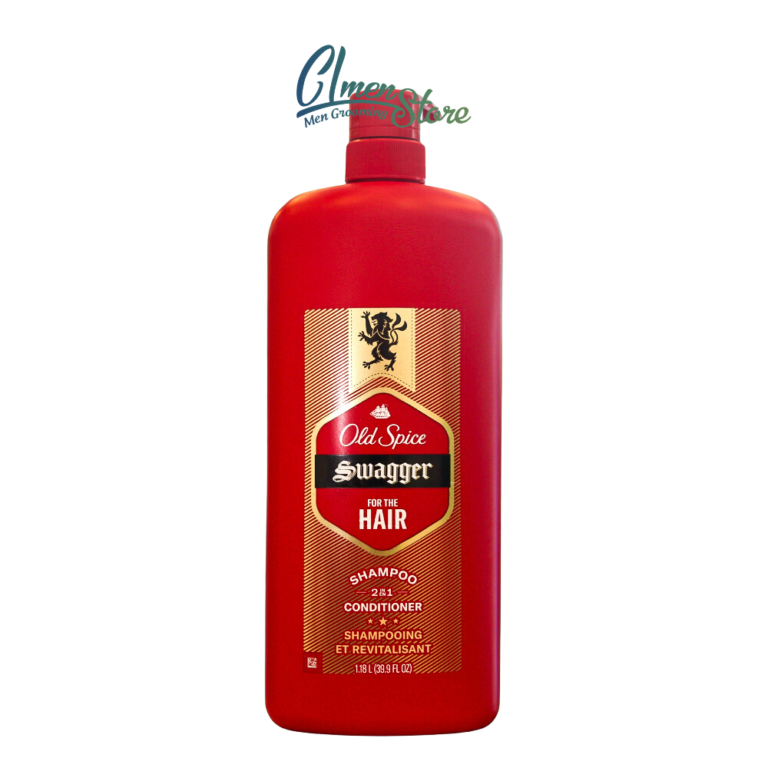 CImen
Men Grooming Store
Old Spice
Swagger
FOR THE
HAIR
SHAMPOO
2 IN 1
CONDITIONER
SHAMPOOING
ET REVITALISANT
1.18 L (39.9 FL OZ)